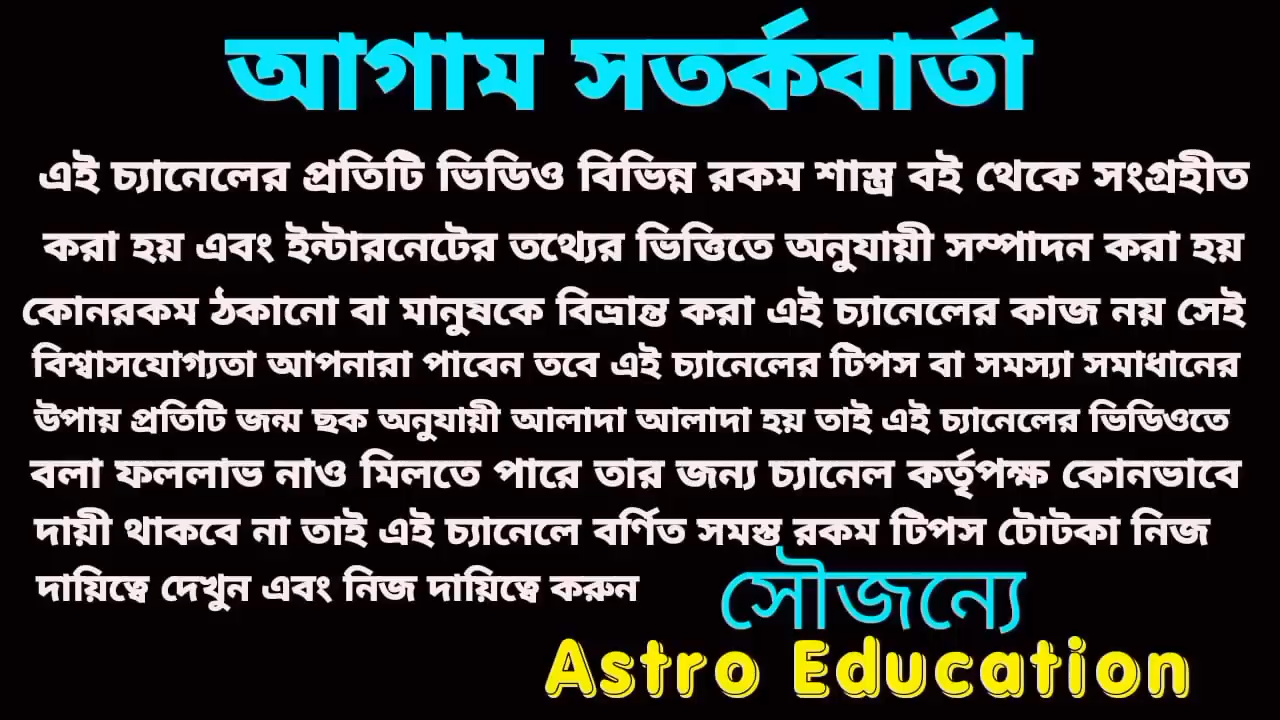 আগাম সতর্কবার্তা
এই চ্যানেলের প্রতিটি ভিডিও বিভিন্ন রকম শাস্ত্র বই থেকে সংগ্রহীত
করা হয় এবং ইন্টারনেটের তথ্যের ভিত্তিতে অনুযায়ী সম্পাদন করা হয়
কোনরকম ঠকানো বা মানুষকে বিভ্রান্ত করা এই চ্যানেলের কাজ নয় সেই
বিশ্বাসযোগ্যতা আপনারা পাবেন তবে এই চ্যানেলের টিপস বা সমস্যা সমাধানের
উপায় প্রতিটি জন্ম ছক অনুযায়ী আলাদা আলাদা হয় তাই এই চ্যানেলের ভিডিওতে
বলা ফললাভ নাও মিলতে পারে তার জন্য চ্যানেল কর্তৃপক্ষ কোনভাবে
দায়ী থাকবে না তাই এই চ্যানেলে বর্ণিত সমস্ত রকম টিপস টোটকা নিজ
দায়িত্বে দেখুন এবং নিজ দায়িত্বে করুন
সৌজন্যে
Astro Education